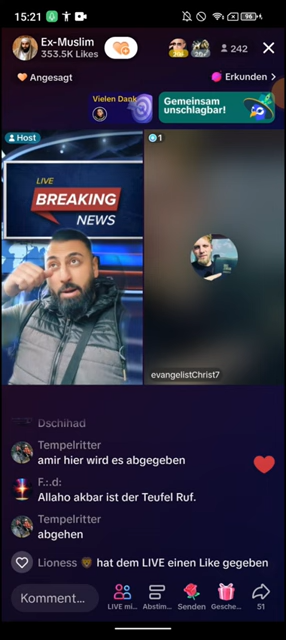 15:21
96
Ex-Muslim
353.5K Likes
242
Angesagt
Erkunden
Vielen Dank
Gemeinsam
unschlagbar!
Host
1
LIVE
BREAKING
NEWS
evangelistChrist7
Dschihad
Tempelritter
amir hier wird es abgegeben
F.:.d:
Allaho akbar ist der Teufel Ruf.
Tempelritter
abgehen
Lioness 🦁 hat dem LIVE einen Like gegeben
Komment...
LIVE mi...
Abstim...
Senden
Gesche...
51